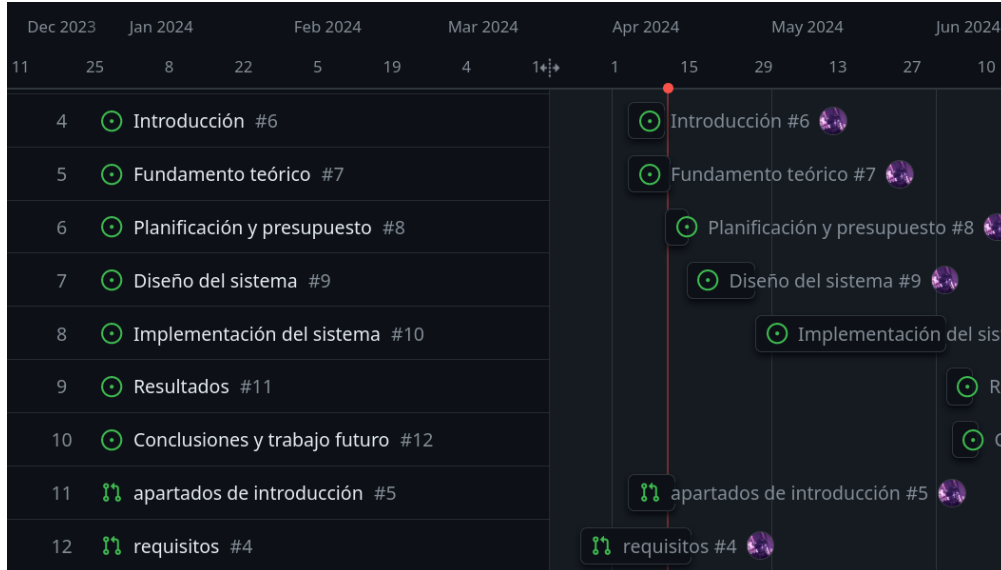 Dec 2023 Jan 2024 Feb 2024 Mar 2024 Apr 2024 May 2024 Jun 2024
11 25 8 22 5 19 4 1 15 29 13 27 10
4 Introducción #6 Introducción #6
5 Fundamento teórico #7 Fundamento teórico #7
6 Planificación y presupuesto #8 Planificación y presupuesto #8
7 Diseño del sistema #9 Diseño del sistema #9
8 Implementación del sistema #10 Implementación del sis
9 Resultados #11 R
10 Conclusiones y trabajo futuro #12
11 apartados de introducción #5 apartados de introducción #5
12 requisitos #4 requisitos #4